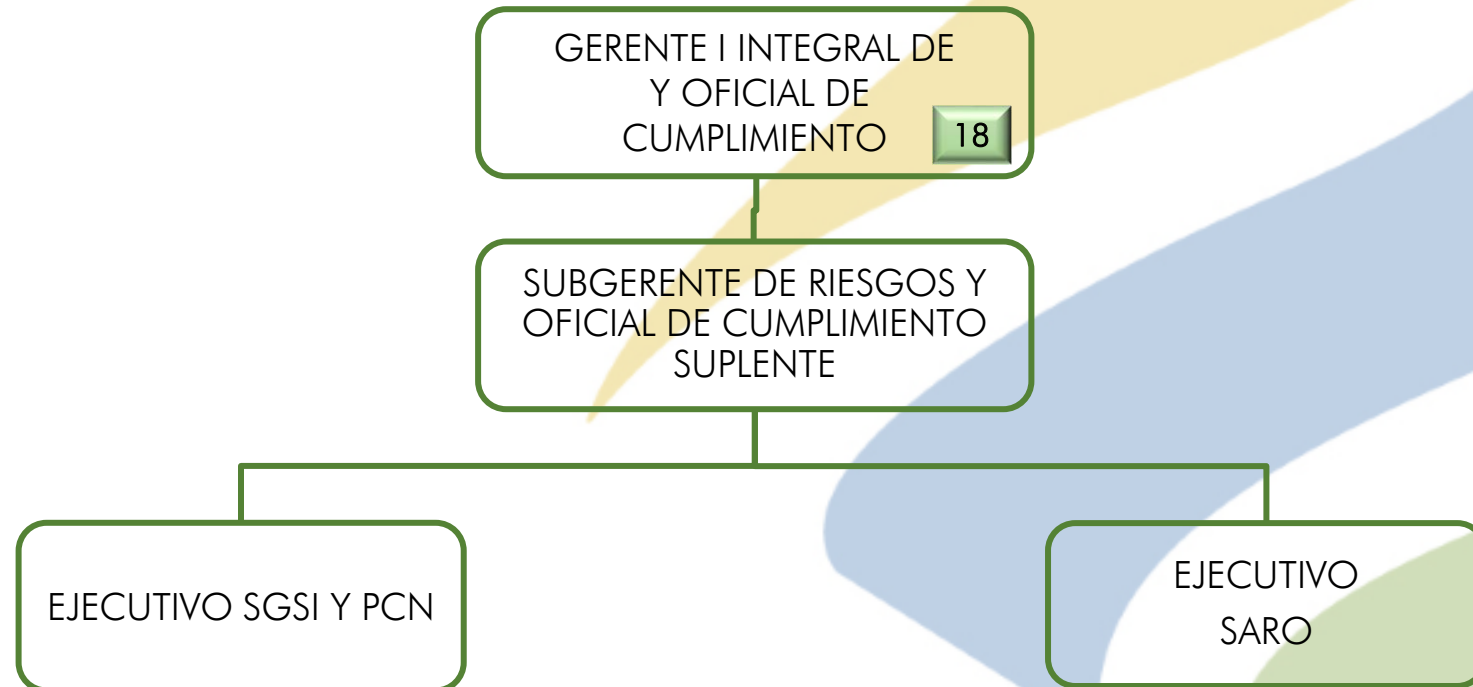 GERENTE I INTEGRAL DE
Y OFICIAL DE
CUMPLIMIENTO
18
SUBGERENTE DE RIESGOS Y
OFICIAL DE CUMPLIMIENTO
SUPLENTE
EJECUTIVO SGSI Y PCN
EJECUTIVO
SARO